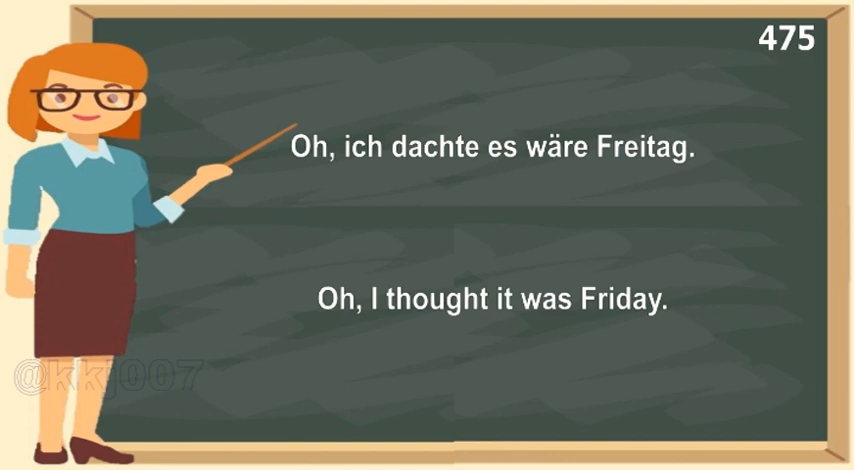 475
Oh, ich dachte es wäre Freitag.
Oh, I thought it was Friday.
@kkj007